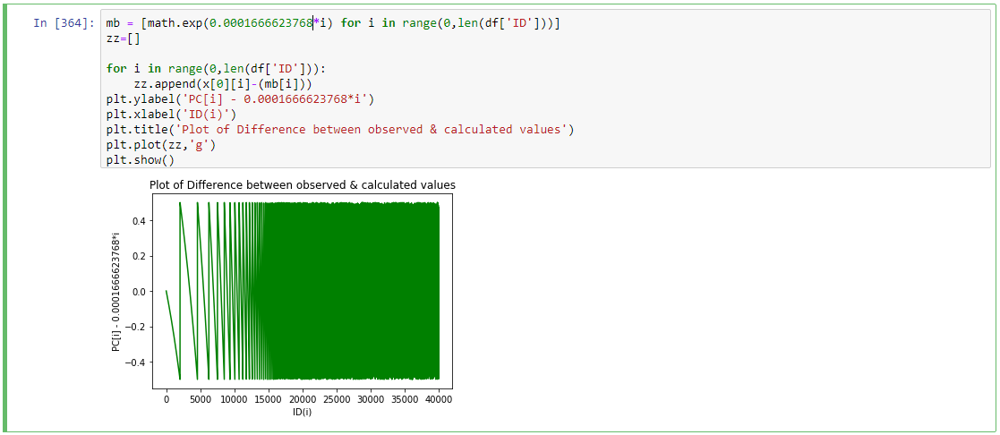 In [364]: mb = [math.exp(0.0001666623768*i) for i in range(0,len(df['ID']))]
zz=[]
for i in range(0,len(df['ID'])):
    zz.append(x[0][i]-(mb[i]))
plt.ylabel('PC[i] - 0.0001666623768*i')
plt.xlabel('ID(i)')
plt.title('Plot of Difference between observed & calculated values')
plt.plot(zz,'g')
plt.show()
Plot of Difference between observed & calculated values
PC[i] - 0.0001666623768*i
0.4
0.2
0.0
−0.2
−0.4
0 5000 10000 15000 20000 25000 30000 35000 40000
ID(i)